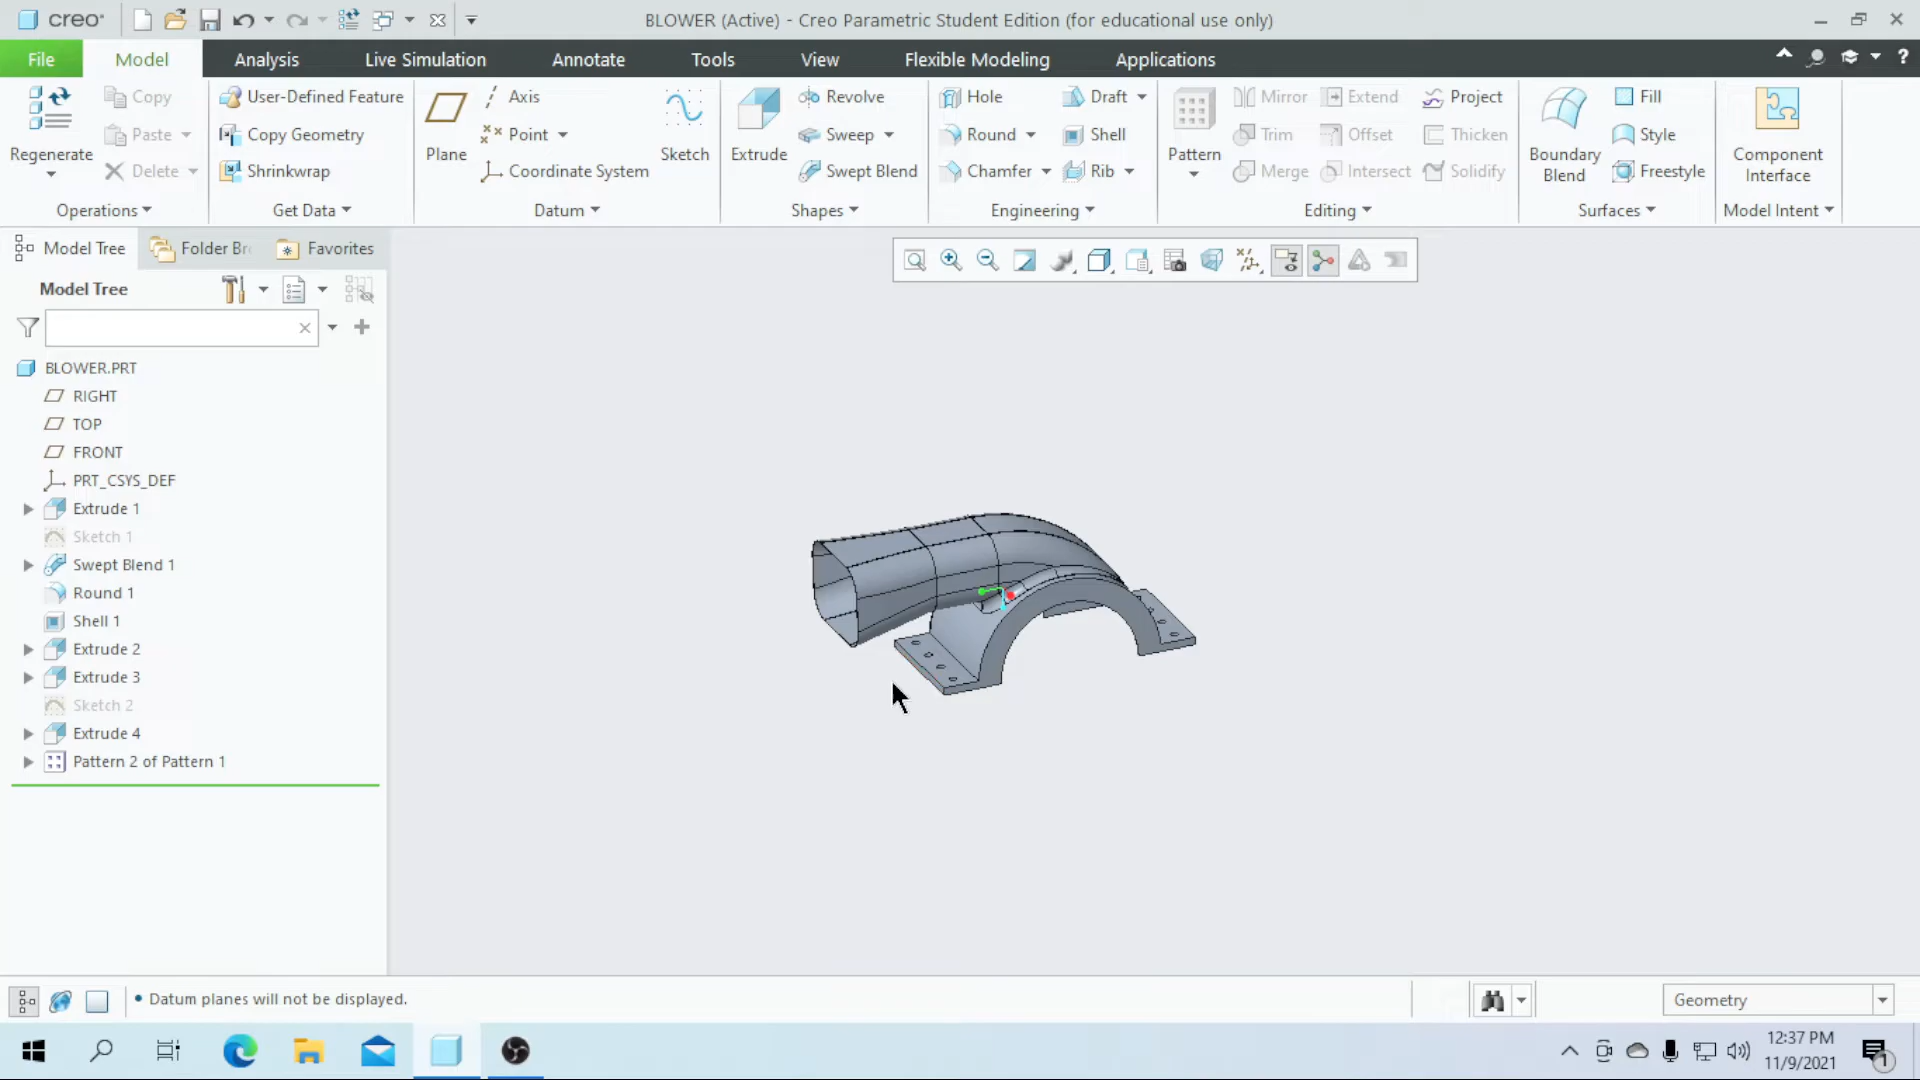 creo°
BLOWER (Active) - Creo Parametric Student Edition (for educational use only)
File Model Analysis Live Simulation Annotate Tools View Flexible Modeling Applications
Regenerate
Copy
Paste
Delete
Operations
User-Defined Feature
Copy Geometry
Shrinkwrap
Get Data
Plane
Axis
Point
Coordinate System
Sketch
Datum
Extrude
Revolve
Sweep
Swept Blend
Shapes
Hole
Round
Chamfer
Draft
Shell
Rib
Engineering
Pattern
Mirror
Trim
Merge
Extend
Offset
Intersect
Project
Thicken
Solidify
Editing
Boundary
Blend
Fill
Style
Freestyle
Surfaces
Component
Interface
Model Intent
Model Tree Folder Br Favorites
Model Tree
BLOWER.PRT
RIGHT
TOP
FRONT
PRT_CSYS_DEF
Extrude 1
Sketch 1
Swept Blend 1
Round 1
Shell 1
Extrude 2
Extrude 3
Sketch 2
Extrude 4
Pattern 2 of Pattern 1
• Datum planes will not be displayed.
Geometry
12:37 PM
11/9/2021
1